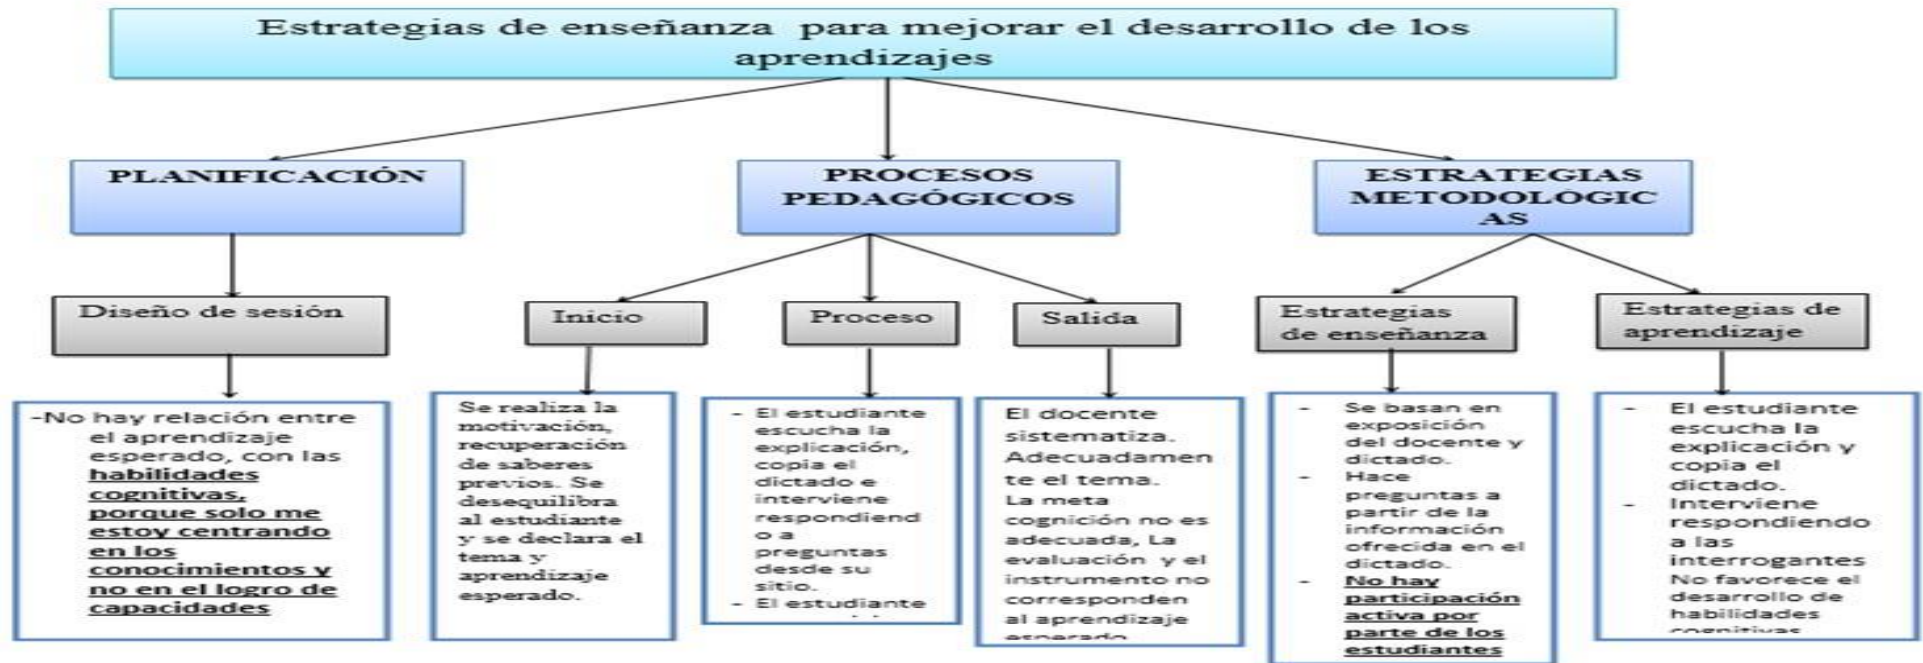 Estrategias de enseñanza para mejorar el desarrollo de los
aprendizajes
PLANIFICACIÓN
PROCESOS
PEDAGÓGICOS
ESTRATEGIAS
METODOLÓGIC
AS
Diseño de sesión
Inicio
Proceso
Salida
Estrategias
de enseñanza
Estrategias de
aprendizaje
-No hay relación entre
el aprendizaje
esperado, con las
habilidades
cognitivas,
porque solo me
estoy centrando
en los
conocimientos y
no en el logro de
capacidades
Se realiza la
motivación,
recuperación
de saberes
previos. Se
desequilibra
al estudiante
y se declara el
tema y
aprendizaje
esperado.
- El estudiante
escucha la
explicación,
copia el
dictado e
interviene
respondiend
o a
preguntas
desde su
sitio.
- El estudiante
El docente
sistematiza.
Adecuadamen
te el tema.
La meta
cognición no es
adecuada, La
evaluación y el
instrumento no
corresponden
al aprendizaje
esperado
- Se basan en
exposición
del docente y
dictado.
- Hace
preguntas a
partir de la
información
ofrecida en el
dictado.
- No hay
participación
activa por
parte de los
estudiantes
- El estudiante
escucha la
explicación y
copia el
dictado.
- Interviene
respondiendo
a las
interrogantes
No favorece el
desarrollo de
habilidades
cognitivas